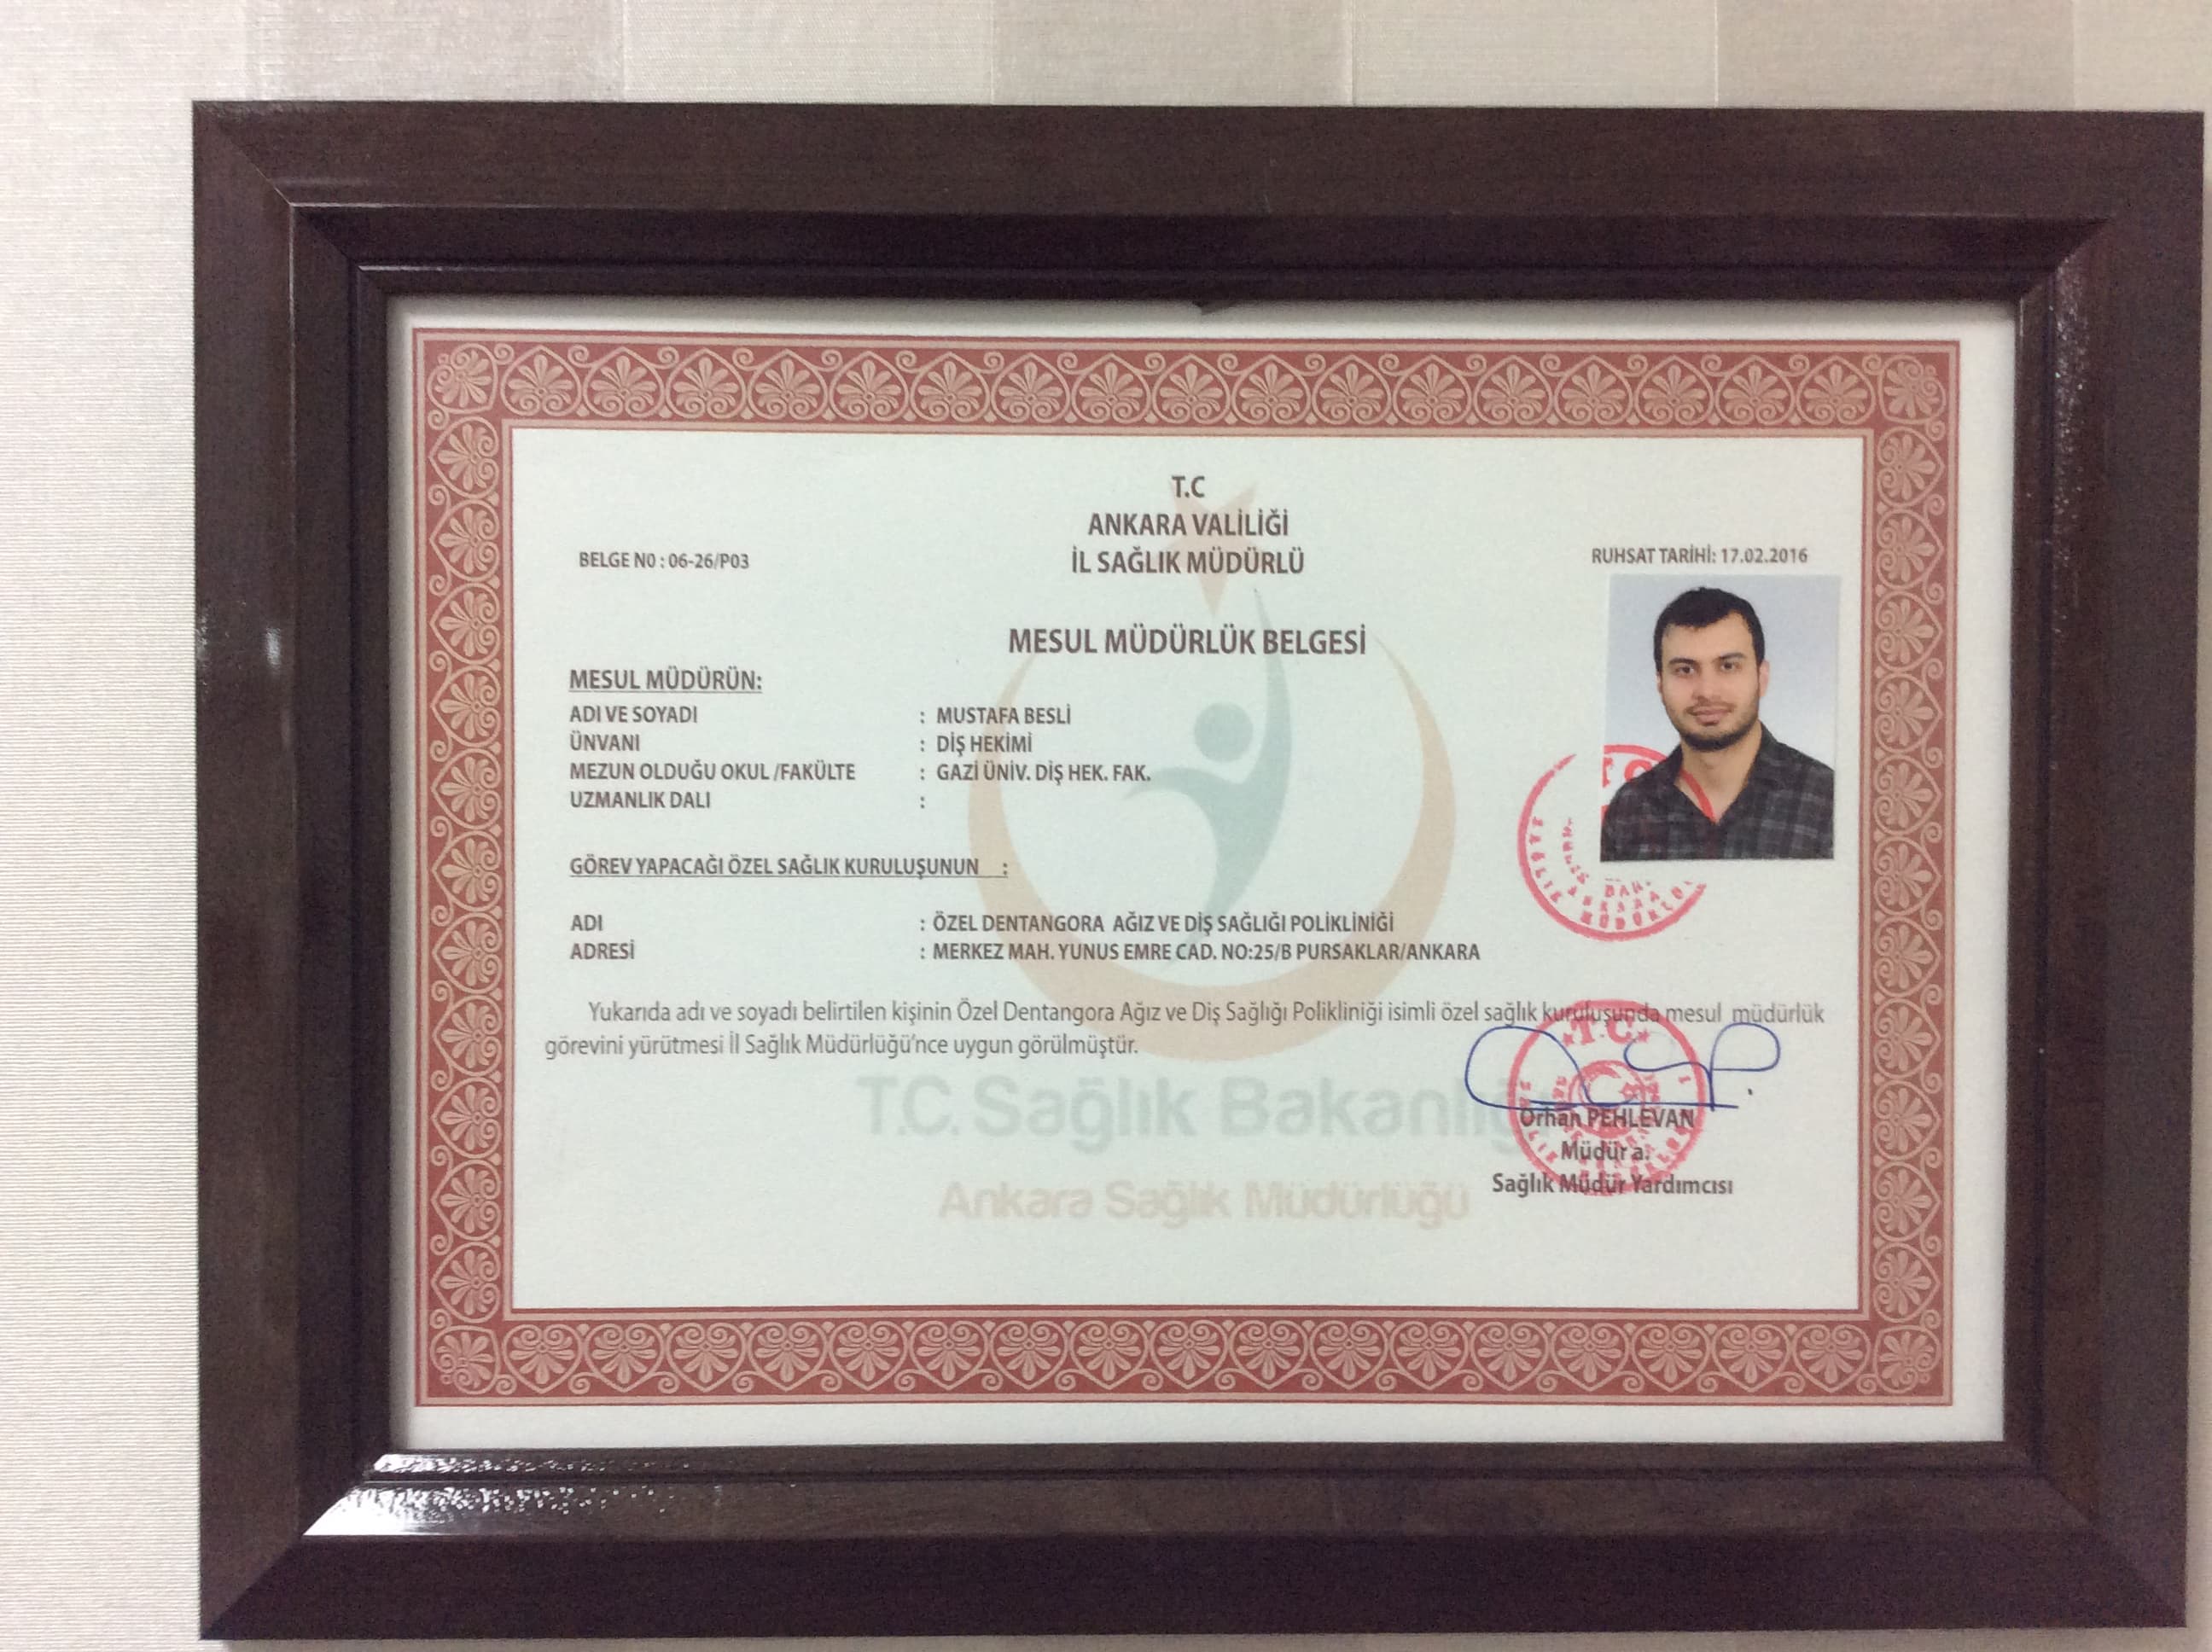 T.C
ANKARA VALİLİĞİ
İL SAĞLIK MÜDÜRLÜ
BELGE N0 : 06-26/P03
RUHSAT TARİHİ: 17.02.2016
MESUL MÜDÜRLÜK BELGESİ
MESUL MÜDÜRÜN:
ADI VE SOYADI : MUSTAFA BESLİ
ÜNVANI : DİŞ HEKİMİ
MEZUN OLDUĞU OKUL /FAKÜLTE : GAZİ ÜNİV. DİŞ HEK. FAK.
UZMANLIK DALI :
GÖREV YAPACAĞI ÖZEL SAĞLIK KURULUŞUNUN :
ADI : ÖZEL DENTANGORA AĞIZ VE DİŞ SAĞLIĞI POLİKLİNİĞİ
ADRESİ : MERKEZ MAH. YUNUS EMRE CAD. NO:25/B PURSAKLAR/ANKARA
Yukarıda adı ve soyadı belirtilen kişinin Özel Dentangora Ağız ve Diş Sağlığı Polikliniği isimli özel sağlık kuruluşunda mesul müdürlük
görevini yürütmesi İl Sağlık Müdürlüğü'nce uygun görülmüştür.
T.C.
T.C. Sağlık Bakanlığı
Orhan PEHLEVAN
Müdür a.
Sağlık Müdür Yardımcısı
Ankara Sağlık Müdürlüğü